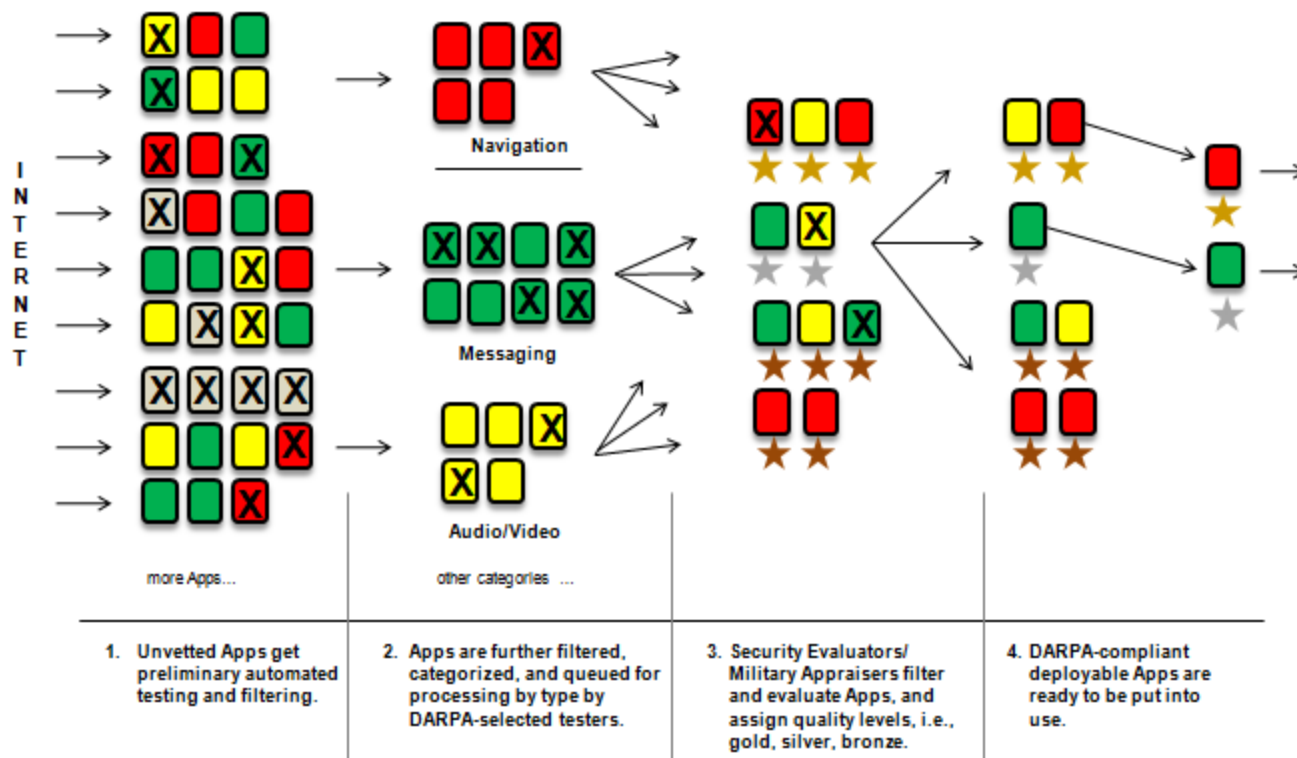 INTERNET
X
X
X X
X
X
X X
X X X X
X
X
more Apps...
X
Navigation
X X X
X X
Messaging
X
X
Audio/Video
other categories ...
X
X
X
1. Unvetted Apps get
preliminary automated
testing and filtering.
2. Apps are further filtered,
categorized, and queued for
processing by type by
DARPA-selected testers.
3. Security Evaluators/
Military Appraisers filter
and evaluate Apps, and
assign quality levels, i.e.,
gold, silver, bronze.
4. DARPA-compliant
deployable Apps are
ready to be put into
use.